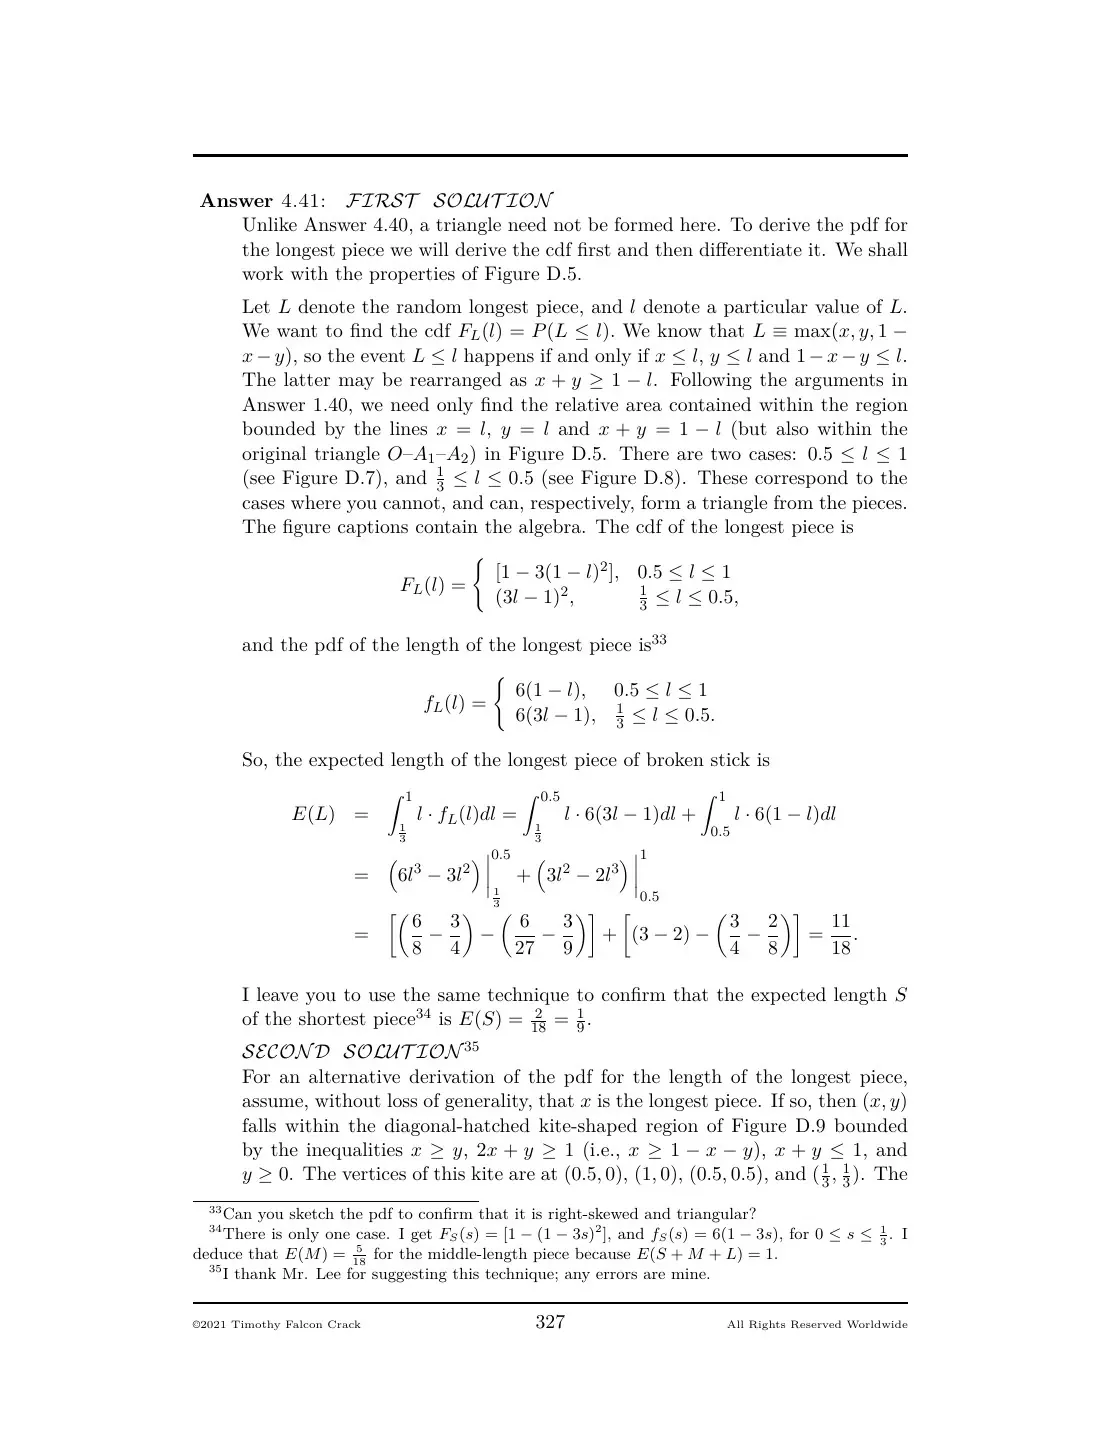 Answer 4.41: FIRST SOLUTION
Unlike Answer 4.40, a triangle need not be formed here. To derive the pdf for
the longest piece we will derive the cdf first and then differentiate it. We shall
work with the properties of Figure D.5.
Let L denote the random longest piece, and l denote a particular value of L.
We want to find the cdf F_L(l) = P(L ≤ l). We know that L ≡ max(x, y, 1 −
x − y), so the event L ≤ l happens if and only if x ≤ l, y ≤ l and 1 − x − y ≤ l.
The latter may be rearranged as x + y ≥ 1 − l. Following the arguments in
Answer 1.40, we need only find the relative area contained within the region
bounded by the lines x = l, y = l and x + y = 1 − l (but also within the
original triangle O–A₁–A₂) in Figure D.5. There are two cases: 0.5 ≤ l ≤ 1
(see Figure D.7), and 1/3 ≤ l ≤ 0.5 (see Figure D.8). These correspond to the
cases where you cannot, and can, respectively, form a triangle from the pieces.
The figure captions contain the algebra. The cdf of the longest piece is
F_L(l) = { [1 − 3(1 − l)²], 0.5 ≤ l ≤ 1
(3l − 1)², 1/3 ≤ l ≤ 0.5,
and the pdf of the length of the longest piece is³³
f_L(l) = { 6(1 − l), 0.5 ≤ l ≤ 1
6(3l − 1), 1/3 ≤ l ≤ 0.5.
So, the expected length of the longest piece of broken stick is
E(L) = ∫_{1/3}^{1} l · f_L(l)dl = ∫_{1/3}^{0.5} l · 6(3l − 1)dl + ∫_{0.5}^{1} l · 6(1 − l)dl
= (6l³ − 3l²) |_{1/3}^{0.5} + (3l² − 2l³) |_{0.5}^{1}
= [(6/8 − 3/4) − (6/27 − 3/9)] + [(3 − 2) − (3/4 − 2/8)] = 11/18.
I leave you to use the same technique to confirm that the expected length S
of the shortest piece³⁴ is E(S) = 2/18 = 1/9.
SECOND SOLUTION³⁵
For an alternative derivation of the pdf for the length of the longest piece,
assume, without loss of generality, that x is the longest piece. If so, then (x, y)
falls within the diagonal-hatched kite-shaped region of Figure D.9 bounded
by the inequalities x ≥ y, 2x + y ≥ 1 (i.e., x ≥ 1 − x − y), x + y ≤ 1, and
y ≥ 0. The vertices of this kite are at (0.5, 0), (1, 0), (0.5, 0.5), and (1/3, 1/3). The
³³Can you sketch the pdf to confirm that it is right-skewed and triangular?
³⁴There is only one case. I get F_S(s) = [1 − (1 − 3s)²], and f_S(s) = 6(1 − 3s), for 0 ≤ s ≤ 1/3. I
deduce that E(M) = 5/18 for the middle-length piece because E(S + M + L) = 1.
³⁵I thank Mr. Lee for suggesting this technique; any errors are mine.
©2021 Timothy Falcon Crack 327 All Rights Reserved Worldwide